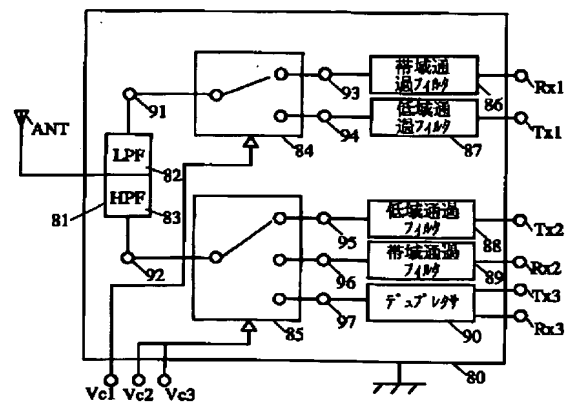 ANT
LPF
HPF
81
82
83
91
92
84
85
93
94
95
96
97
帯域通
過フィルタ
86
低域通
過フィルタ
87
低域通過
フィルタ
88
帯域通過
フィルタ
89
デュプレクサ
90
Rx1
Tx1
Tx2
Rx2
Tx3
Rx3
80
Vc1
Vc2
Vc3